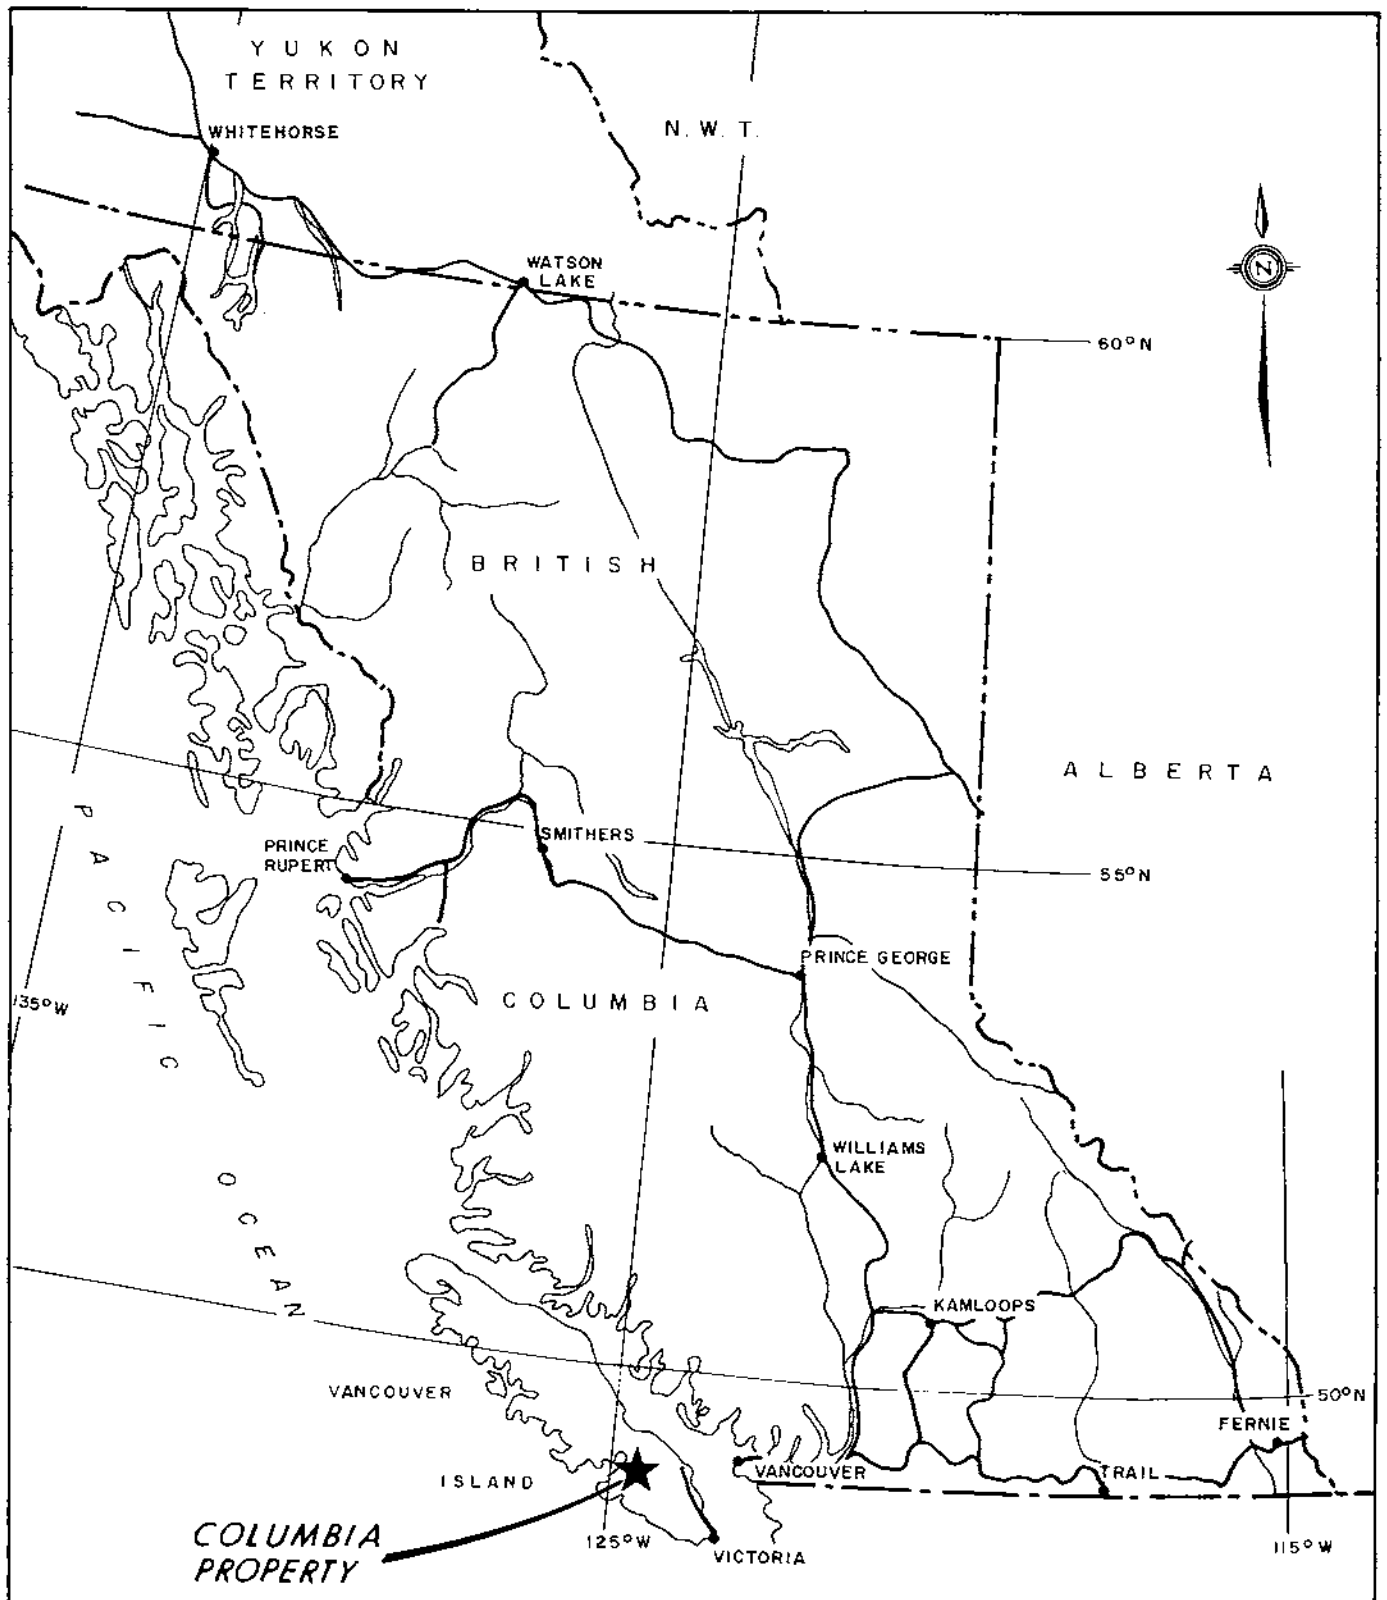 YUKON
TERRITORY
N.W.T.
WHITEHORSE
WATSON
LAKE
N
60°N
BRITISH
ALBERTA
PACIFIC
OCEAN
SMITHERS
PRINCE
RUPERT
55°N
PRINCE GEORGE
COLUMBIA
135°W
WILLIAMS
LAKE
KAMLOOPS
50°N
VANCOUVER
ISLAND
FERNIE
VANCOUVER
TRAIL
COLUMBIA
PROPERTY
125°W
VICTORIA
115°W